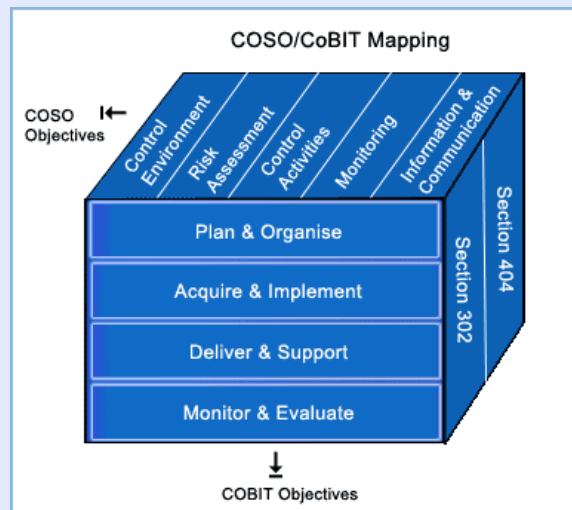 COSO/CoBIT Mapping
COSO
Objectives
Control
Environment
Risk
Assessment
Control
Activities
Monitoring
Information &
Communication
Plan & Organise
Acquire & Implement
Deliver & Support
Monitor & Evaluate
Section 302
Section 404
COBIT Objectives